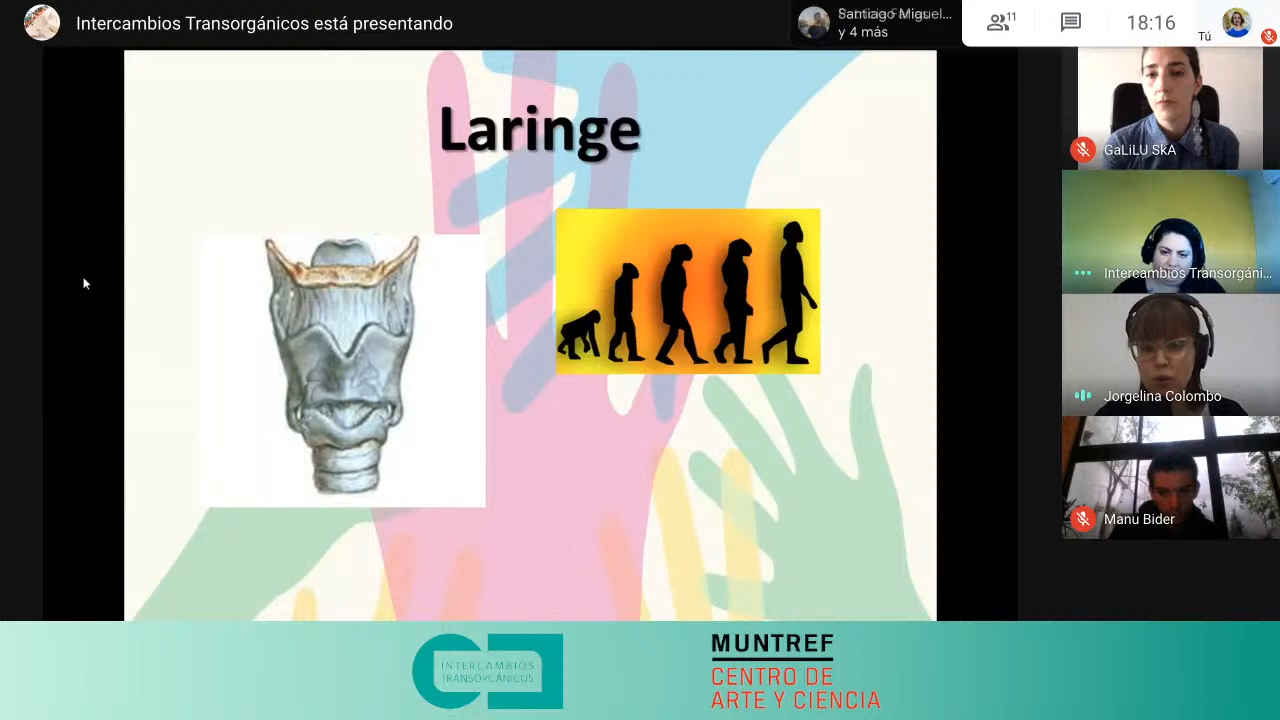 Intercambios Transorgánicos está presentando
Santiago Miguel...
y 4 más
11
18:16
Tú
Laringe
GaLiLU SkA
Intercambios Transorgáni...
Jorgelina Colombo
Manu Bider
INTERCAMBIOS
TRANSORGÁNICOS
MUNTREF
CENTRO DE
ARTE Y CIENCIA